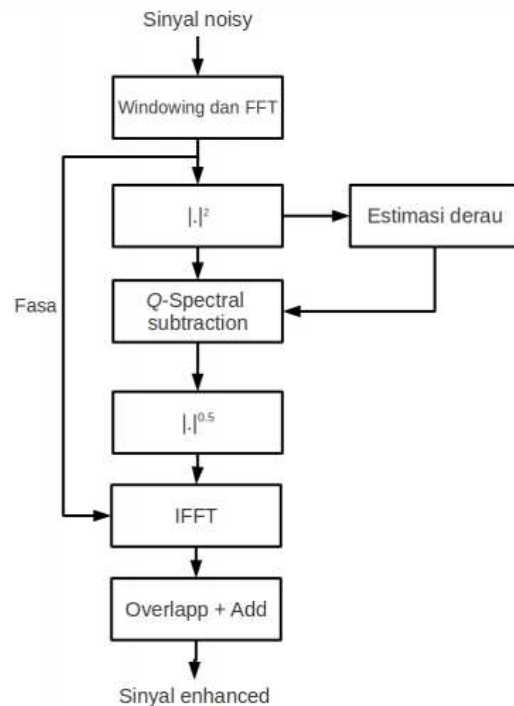 Sinyal noisy
Windowing dan FFT
|.|²
Estimasi derau
Fasa
Q-Spectral
subtraction
|.|⁰·⁵
IFFT
Overlapp + Add
Sinyal enhanced